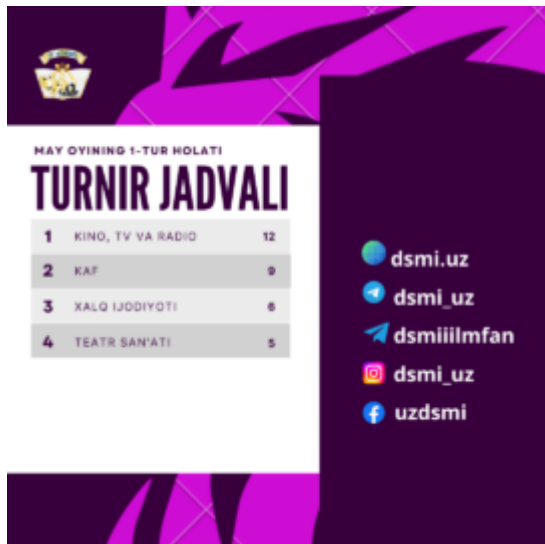 MAY OYINING 1-TUR HOLATI
TURNIR JADVALI
1 KINO, TV VA RADIO 12
2 KAF 9
3 XALQ IJODIYOTI 6
4 TEATR SAN'ATI 5
dsmi.uz
dsmi_uz
dsmiiilmfan
dsmi_uz
uzdsmi